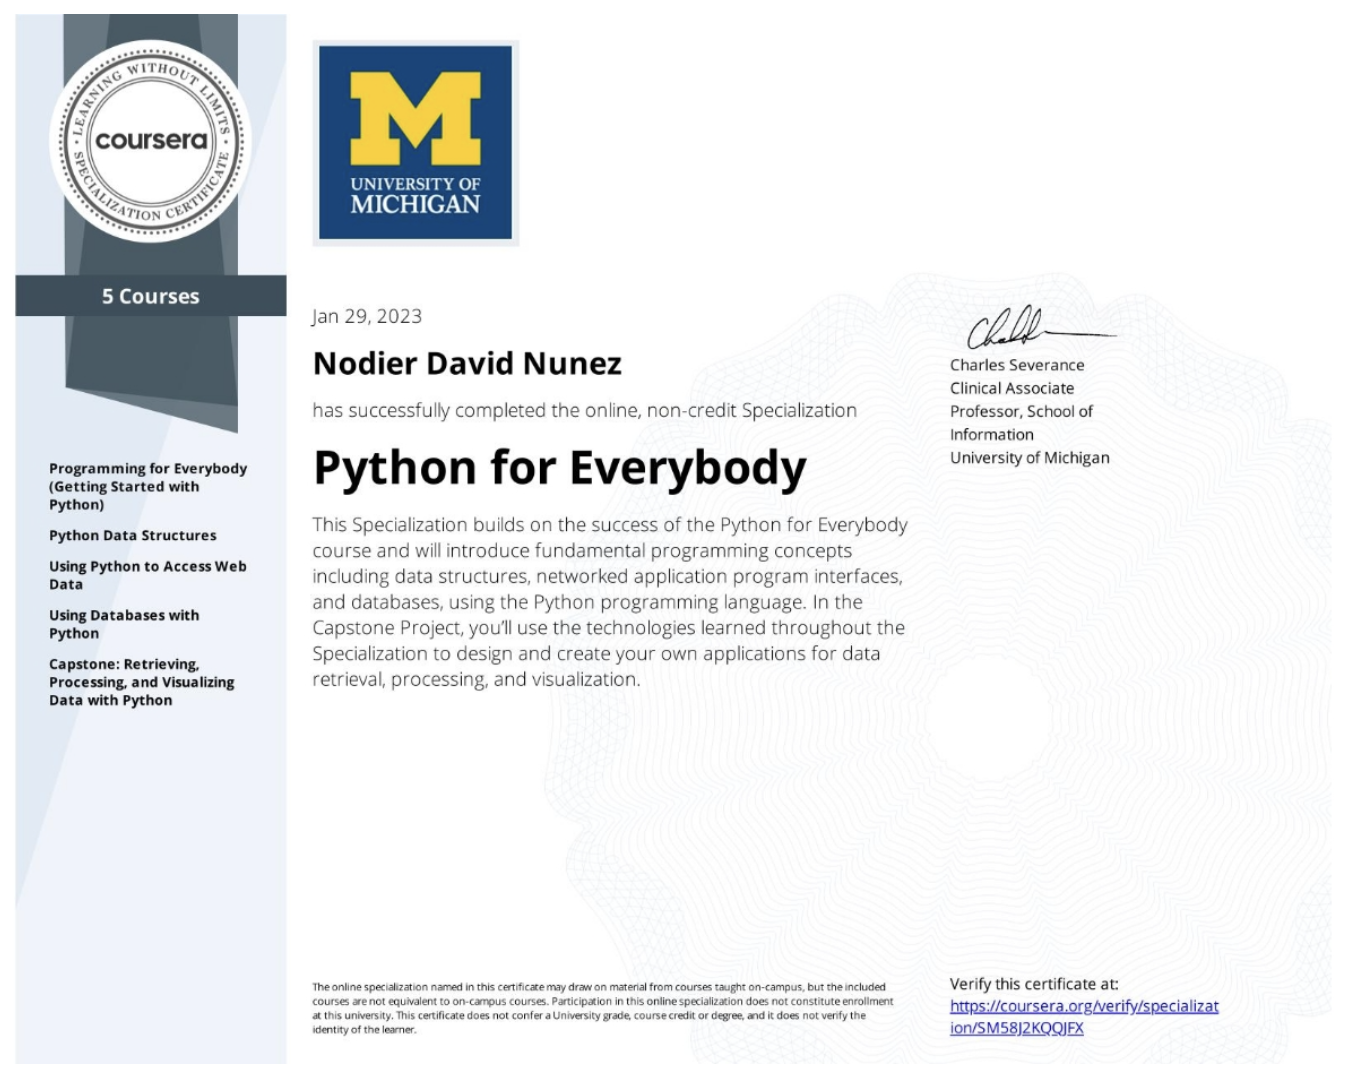 LEARNING WITHOUT LIMITS
coursera
SPECIALIZATION CERTIFICATE
5 Courses
Programming for Everybody
(Getting Started with
Python)
Python Data Structures
Using Python to Access Web
Data
Using Databases with
Python
Capstone: Retrieving,
Processing, and Visualizing
Data with Python
M
UNIVERSITY OF
MICHIGAN
Jan 29, 2023
Nodier David Nunez
has successfully completed the online, non-credit Specialization
Python for Everybody
This Specialization builds on the success of the Python for Everybody
course and will introduce fundamental programming concepts
including data structures, networked application program interfaces,
and databases, using the Python programming language. In the
Capstone Project, you’ll use the technologies learned throughout the
Specialization to design and create your own applications for data
retrieval, processing, and visualization.
Charles Severance
Clinical Associate
Professor, School of
Information
University of Michigan
The online specialization named in this certificate may draw on material from courses taught on-campus, but the included
courses are not equivalent to on-campus courses. Participation in this online specialization does not constitute enrollment
at this university. This certificate does not confer a University grade, course credit or degree, and it does not verify the
identity of the learner.
Verify this certificate at:
https://coursera.org/verify/specializat
ion/SM58J2KQQJFX